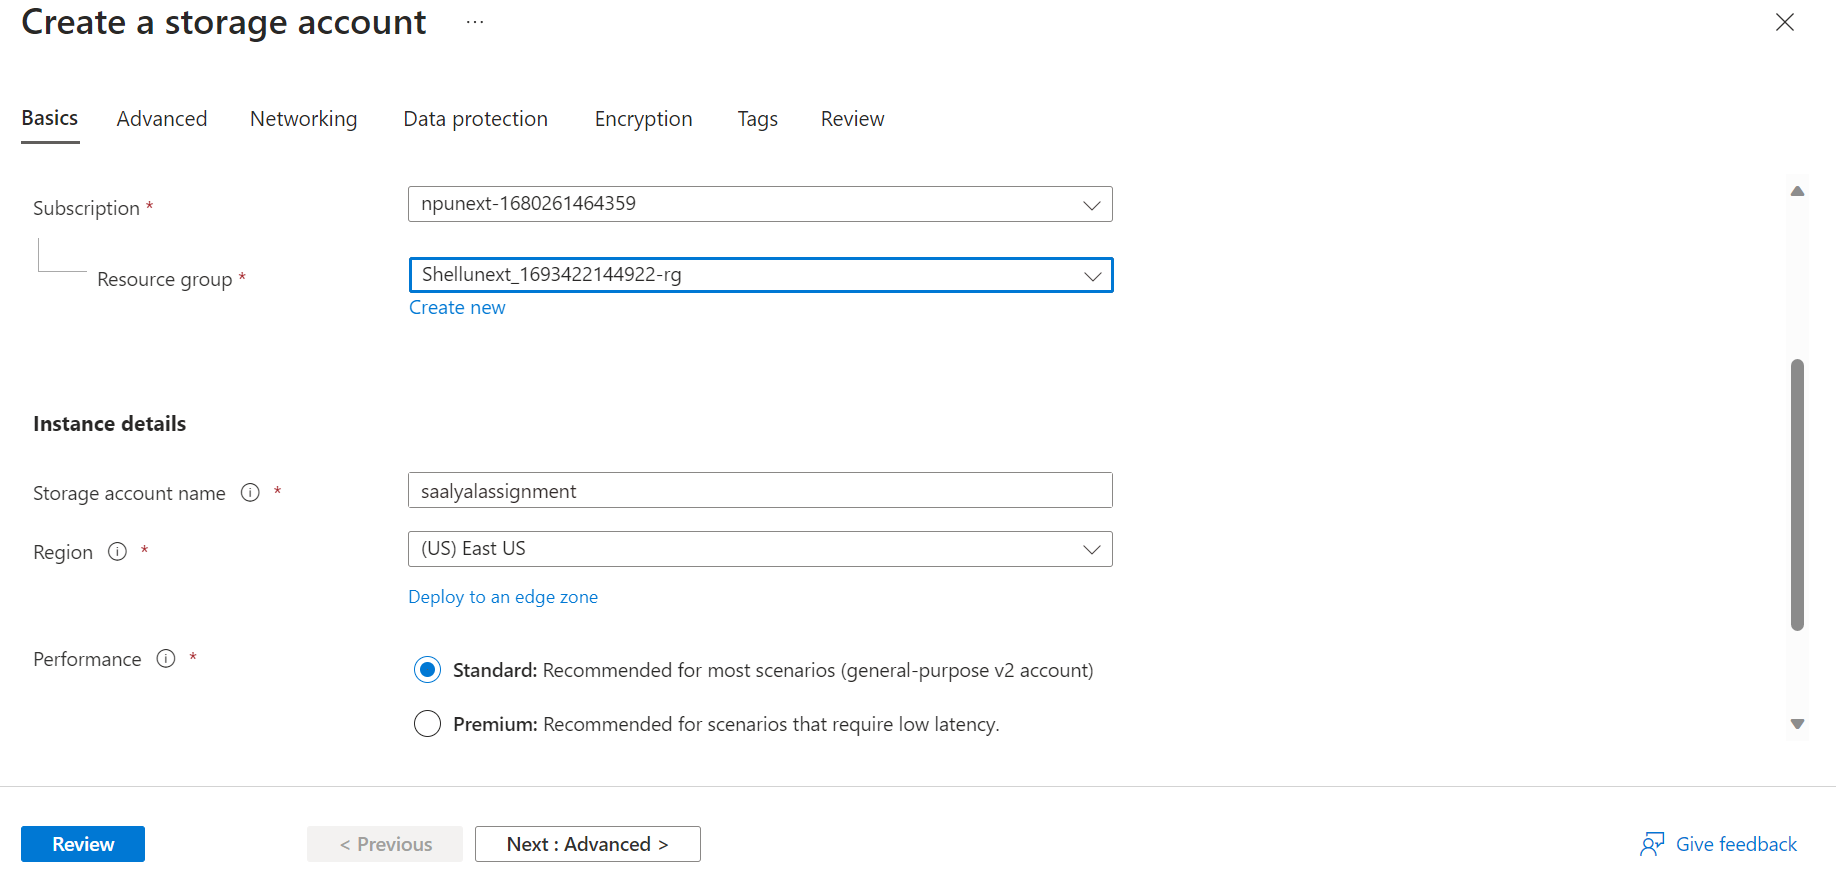 Create a storage account ...
Basics Advanced Networking Data protection Encryption Tags Review
Subscription * npunext-1680261464359
Resource group * Shellunext_1693422144922-rg
Create new
Instance details
Storage account name * saalyalassignment
Region * (US) East US
Deploy to an edge zone
Performance * Standard: Recommended for most scenarios (general-purpose v2 account)
Premium: Recommended for scenarios that require low latency.
Review < Previous Next : Advanced > Give feedback